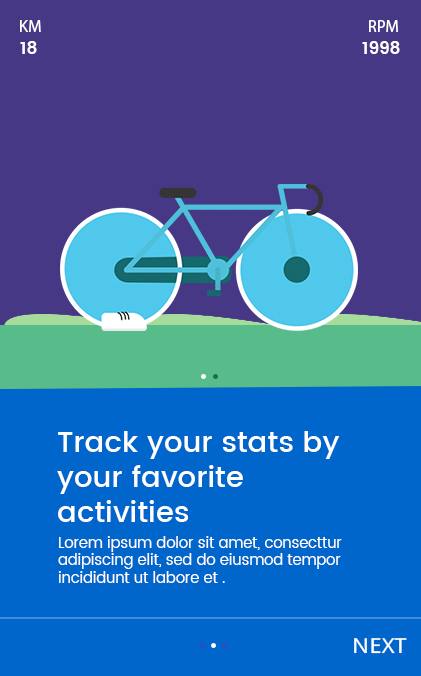 KM
RPM
18
1998
Track your stats by
your favorite
activities
Lorem ipsum dolor sit amet, consecttur
adipiscing elit, sed do eiusmod tempor
incididunt ut labore et .
NEXT